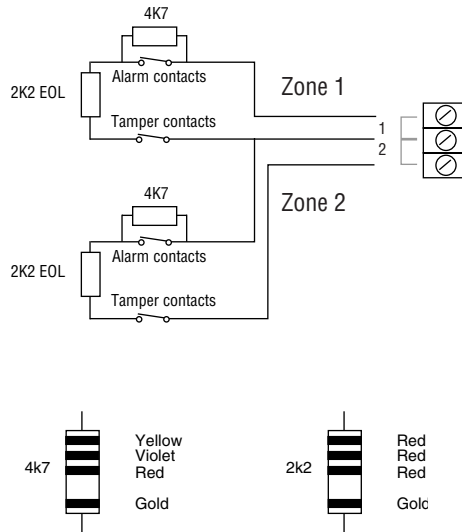 4K7
Alarm contacts
Zone 1
2K2 EOL
Tamper contacts
1
2
4K7
Zone 2
Alarm contacts
2K2 EOL
Tamper contacts
4k7
Yellow
Violet
Red
Gold
2k2
Red
Red
Red
Gold